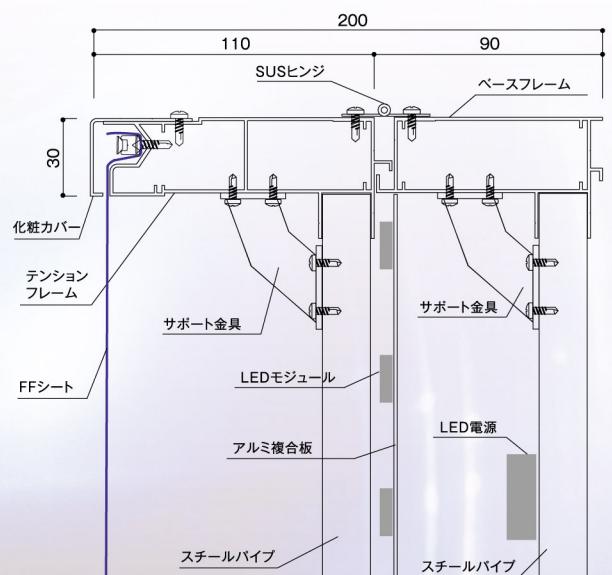 200
110
90
SUSヒンジ
ベースフレーム
30
化粧カバー
テンション
フレーム
サポート金具
サポート金具
FFシート
LEDモジュール
LED電源
アルミ複合板
スチールパイプ
スチールパイプ